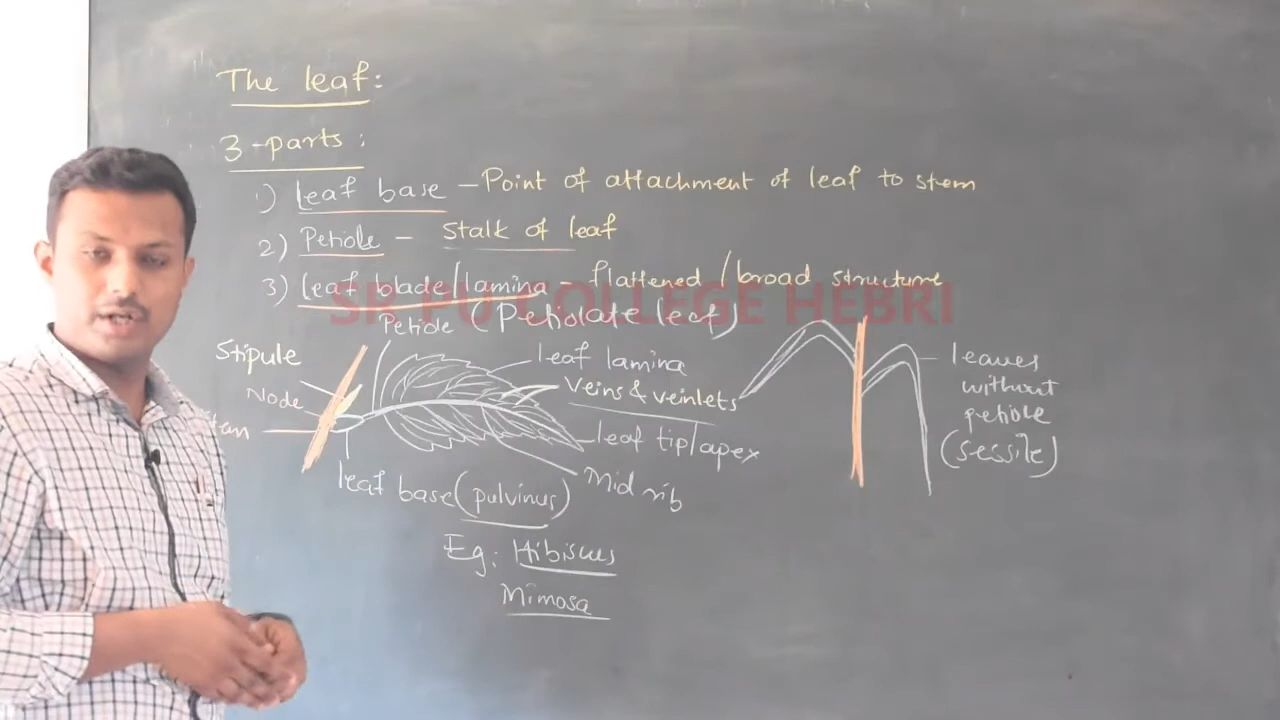 The leaf:
3-parts:
1) Leaf base - Point of attachment of leaf to stem
2) Petiole - Stalk of leaf
3) Leaf blade/lamina - flattened/broad structure
SR PU COLLEGE HEBRI
Petiole (Petiolate leaf)
Stipule
Node
leaf lamina
Veins & veinlets
leaf tip/apex
Mid rib
leaf base (pulvinus)
Eg: Hibiscus
Mimosa
leaves
without
petiole
(sessile)